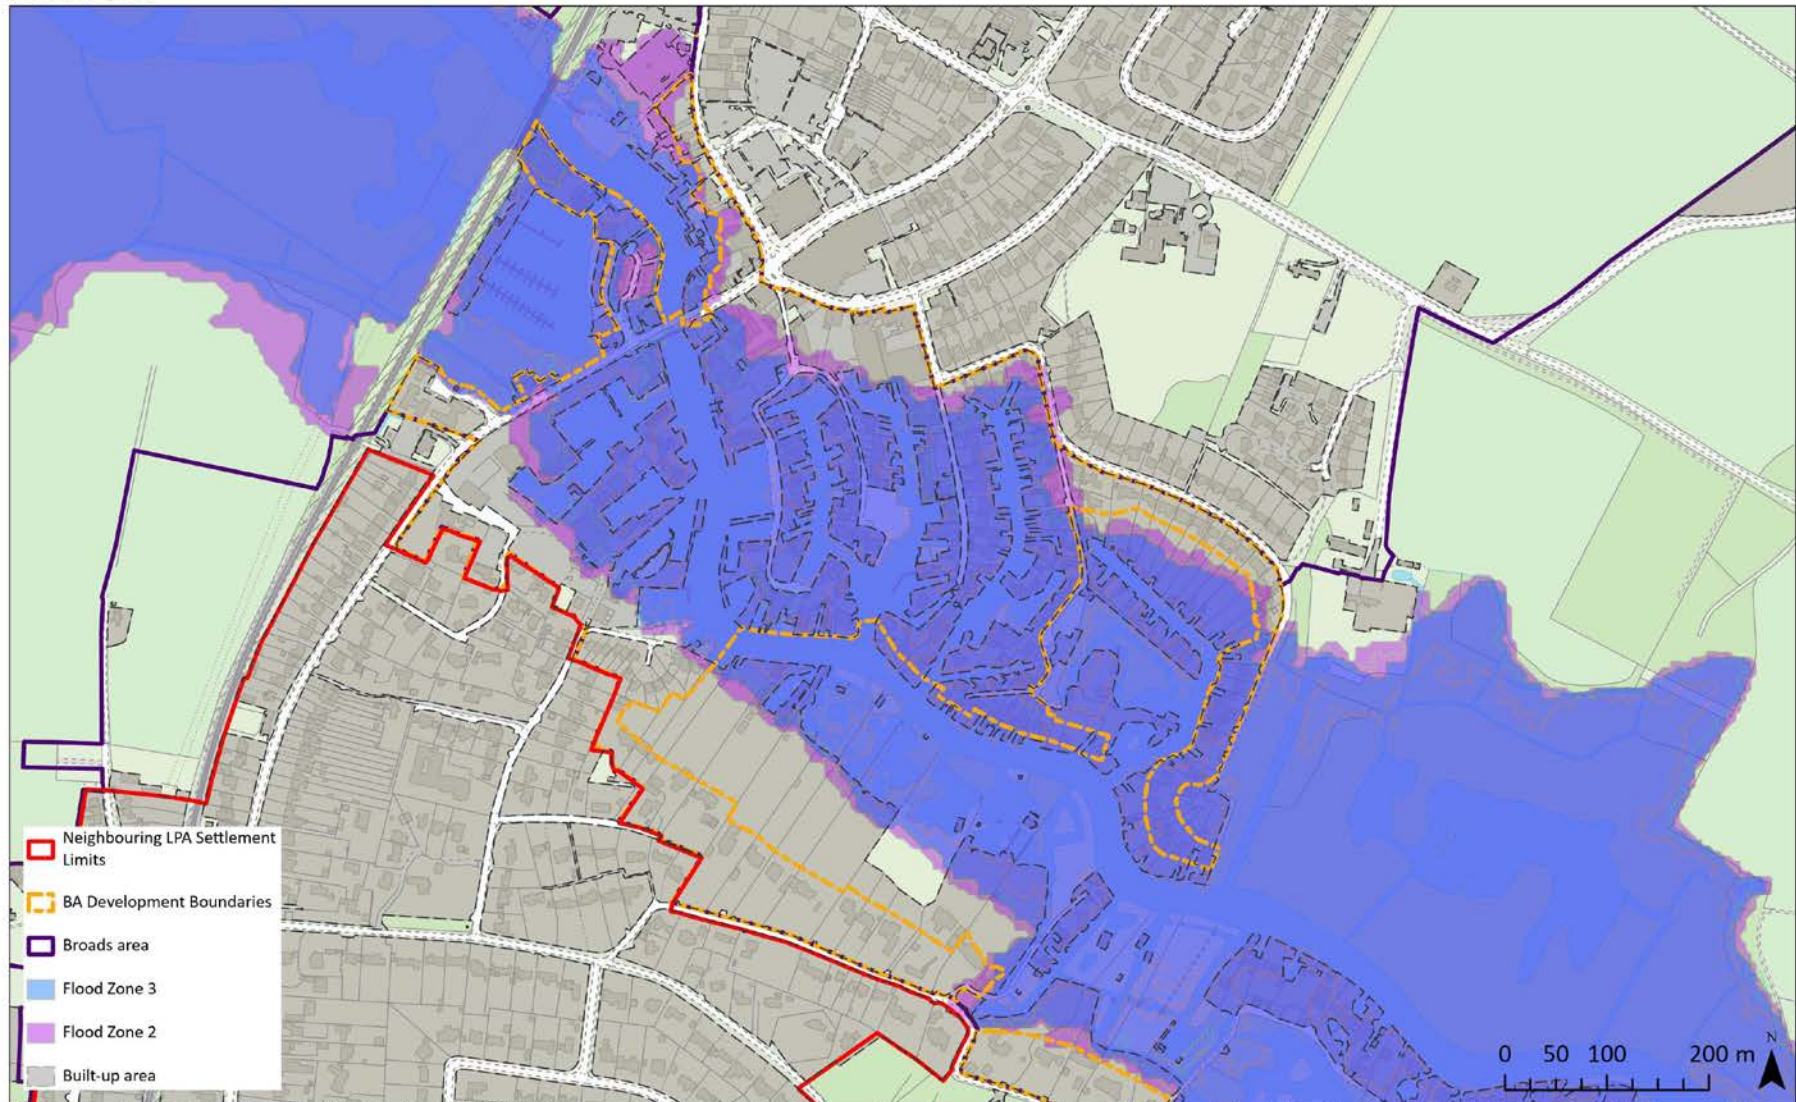 Neighbouring LPA Settlement
Limits
BA Development Boundaries
Broads area
Flood Zone 3
Flood Zone 2
Built-up area
0 50 100 200 m
N